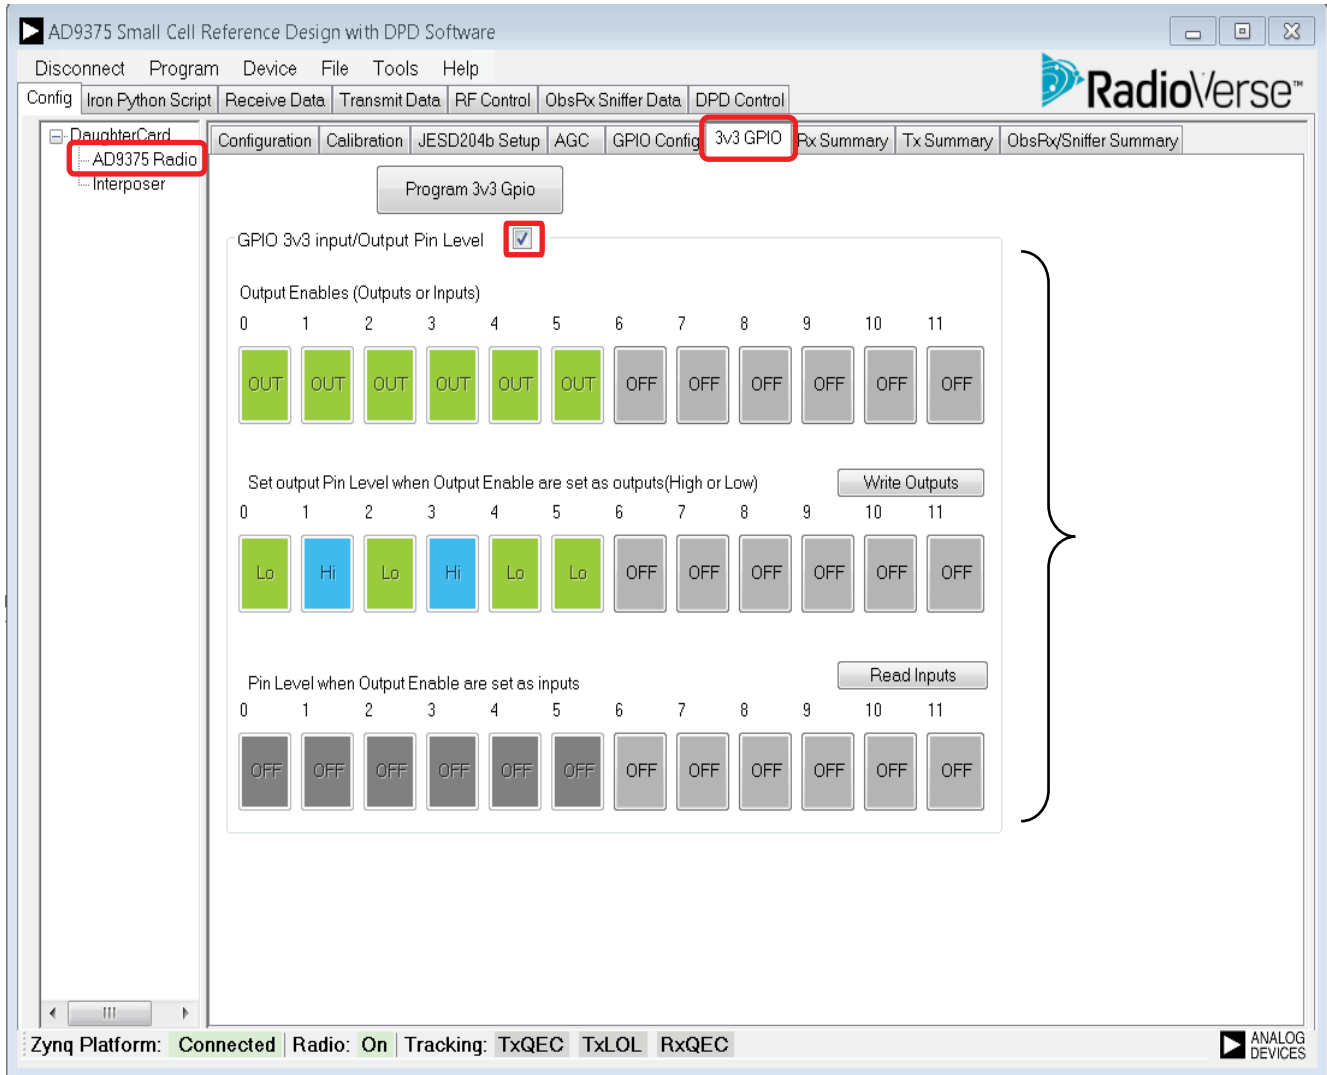 AD9375 Small Cell Reference Design with DPD Software
Disconnect Program Device File Tools Help
RadioVerse™
Config Iron Python Script Receive Data Transmit Data RF Control ObsRx Sniffer Data DPD Control
DaughterCard
AD9375 Radio
Interposer
Configuration Calibration JESD204b Setup AGC GPIO Config 3v3 GPIO Rx Summary Tx Summary ObsRx/Sniffer Summary
Program 3v3 Gpio
GPIO 3v3 input/Output Pin Level
Output Enables (Outputs or Inputs)
0 1 2 3 4 5 6 7 8 9 10 11
OUT OUT OUT OUT OUT OUT OFF OFF OFF OFF OFF OFF
Set output Pin Level when Output Enable are set as outputs(High or Low) Write Outputs
0 1 2 3 4 5 6 7 8 9 10 11
Lo Hi Lo Hi Lo Lo OFF OFF OFF OFF OFF OFF
Pin Level when Output Enable are set as inputs Read Inputs
0 1 2 3 4 5 6 7 8 9 10 11
OFF OFF OFF OFF OFF OFF OFF OFF OFF OFF OFF OFF
Zynq Platform: Connected Radio: On Tracking: TxQEC TxLOL RxQEC
ANALOG
DEVICES